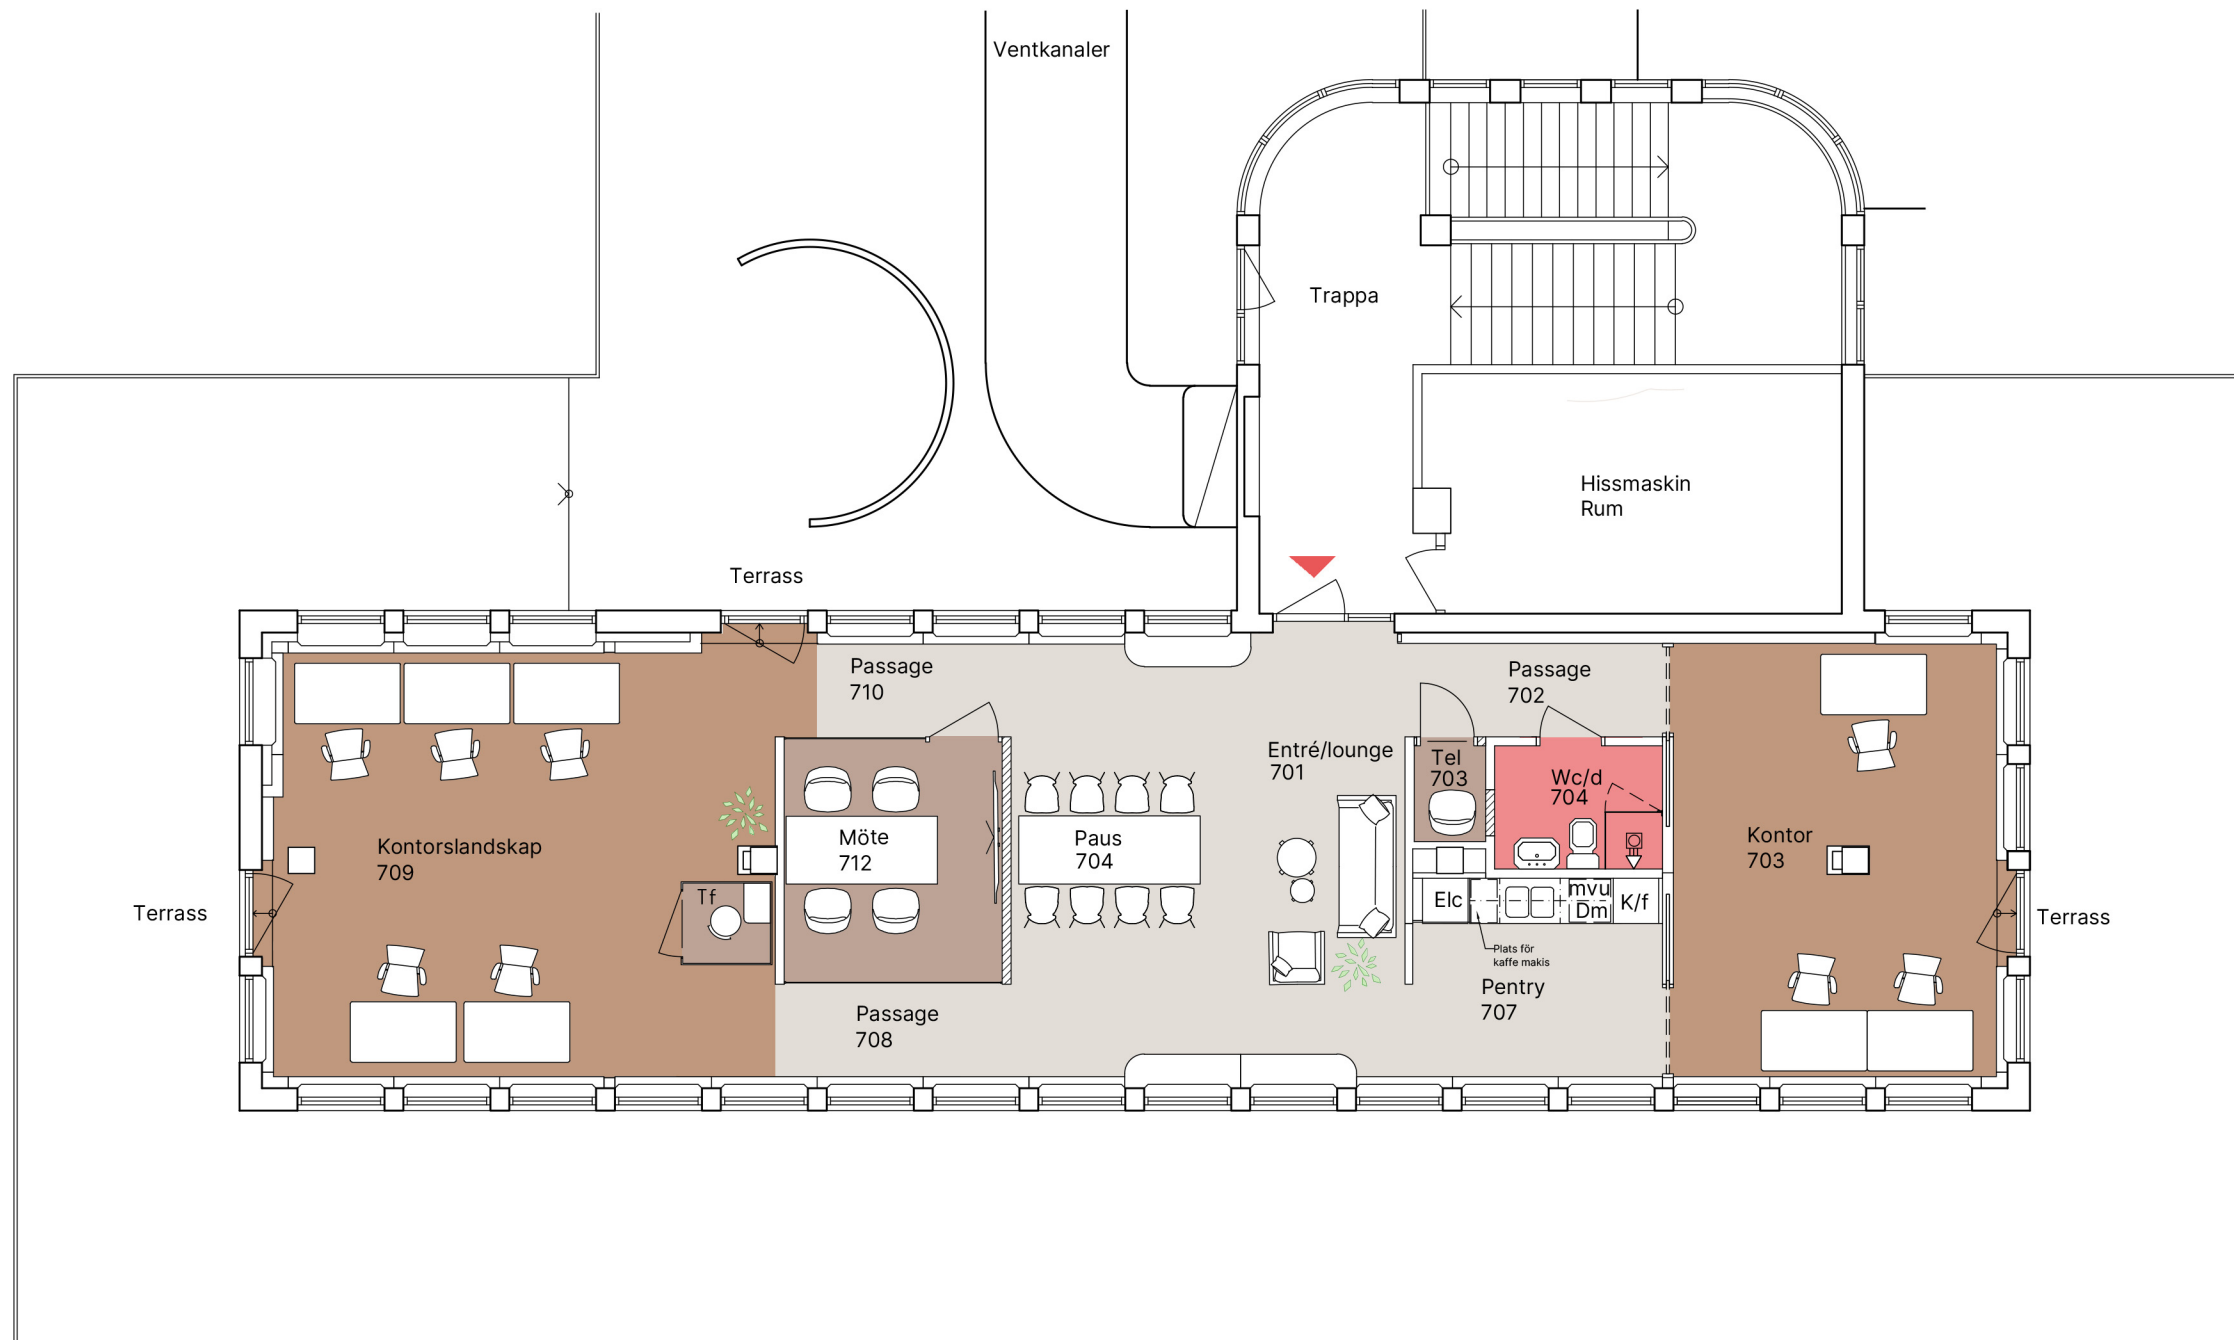 Ventkanaler
Trappa
Hissmaskin
Rum
Terrass
Passage
710
Passage
702
Entré/lounge
701
Tel
703
Wc/d
704
Kontorslandskap
709
Möte
712
Paus
704
Kontor
703
Tf
Elc
mvu
Dm
K/f
Terrass
Terrass
Plats för
kaffe makis
Pentry
707
Passage
708